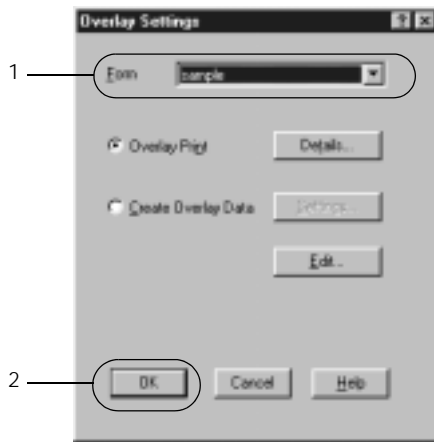 Overlay Settings
1
Form sample
Overlay Print Details...
Create Overlay Data Settings...
Edit...
2
OK Cancel Help